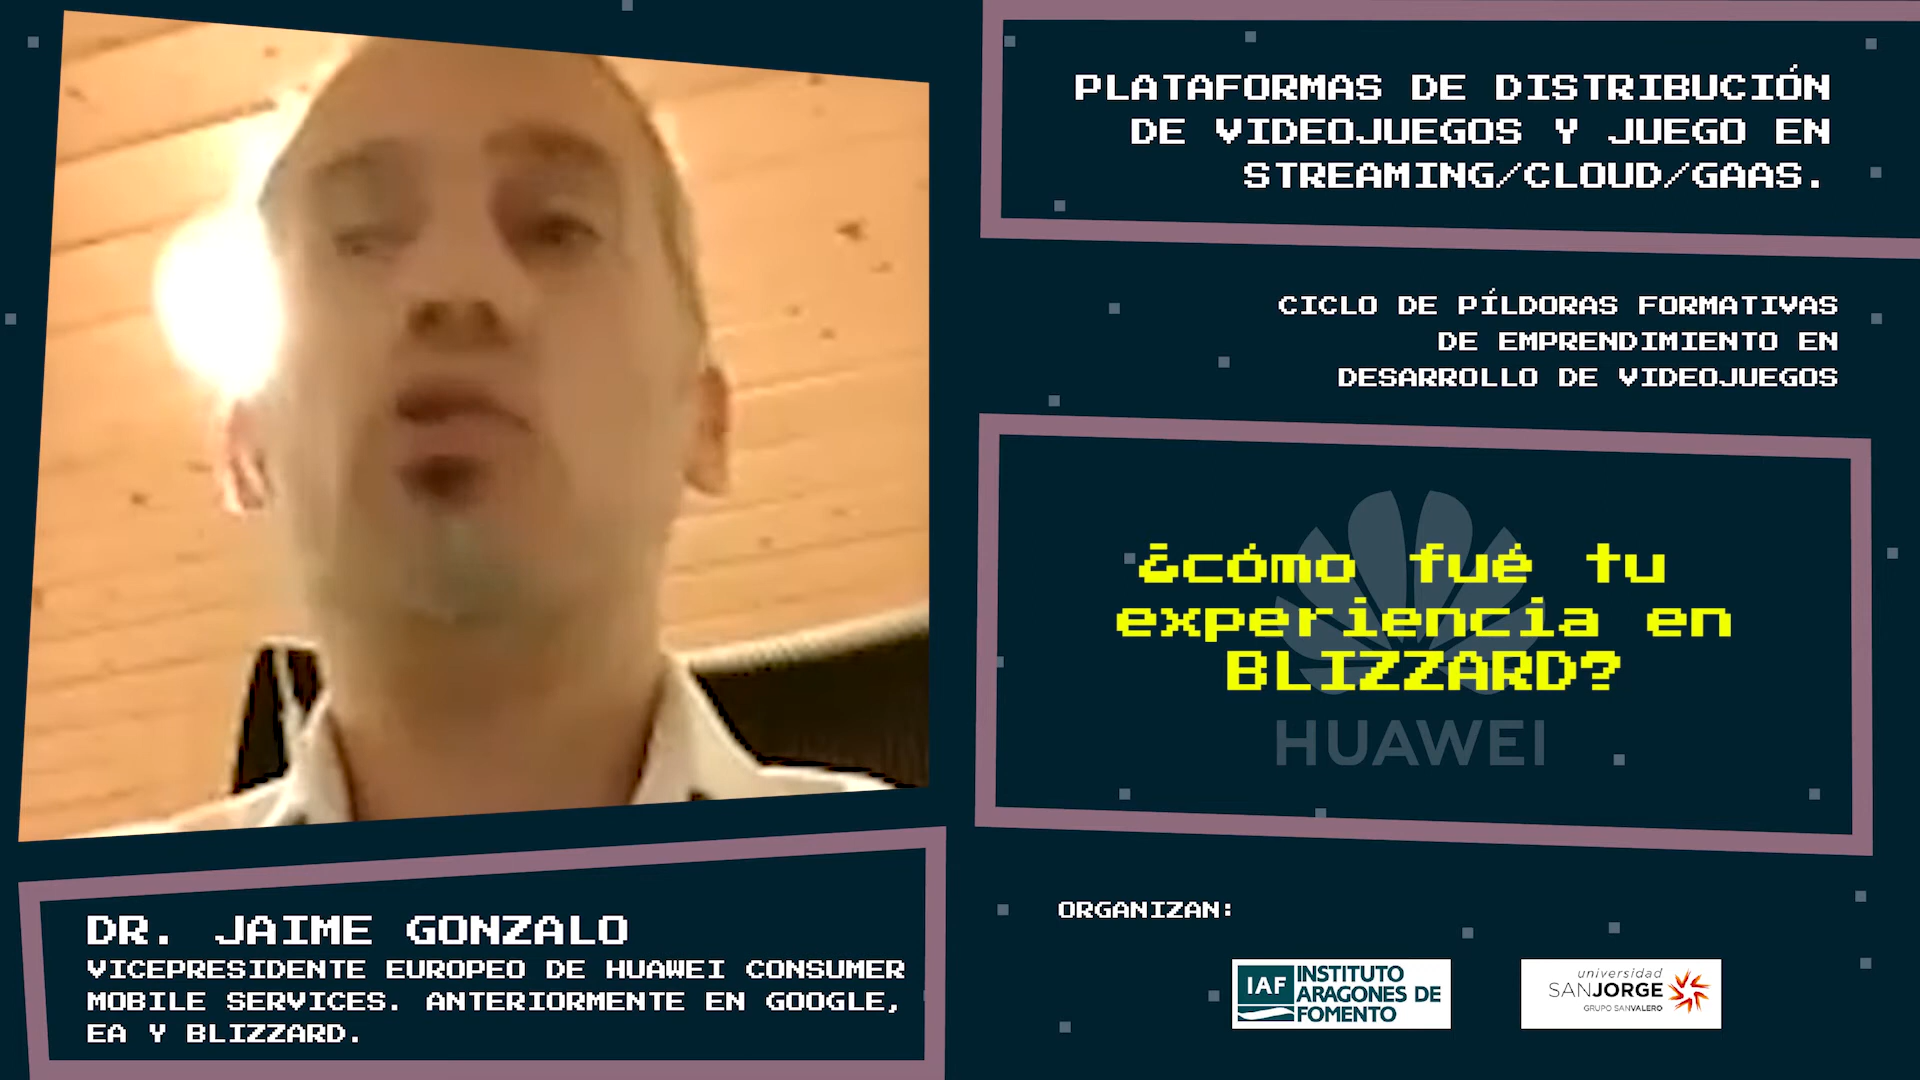 PLATAFORMAS DE DISTRIBUCIÓN
DE VIDEOJUEGOS Y JUEGO EN
STREAMING/CLOUD/GAAS.
CICLO DE PÍLDORAS FORMATIVAS
DE EMPRENDIMIENTO EN
DESARROLLO DE VIDEOJUEGOS
¿cómo fué tu
experiencia en
BLIZZARD?
HUAWEI
DR. JAIME GONZALO
VICEPRESIDENTE EUROPEO DE HUAWEI CONSUMER
MOBILE SERVICES. ANTERIORMENTE EN GOOGLE,
EA Y BLIZZARD.
ORGANIZAN:
IAF INSTITUTO
ARAGONES DE
FOMENTO
universidad
SANJORGE
GRUPO SANVALERO